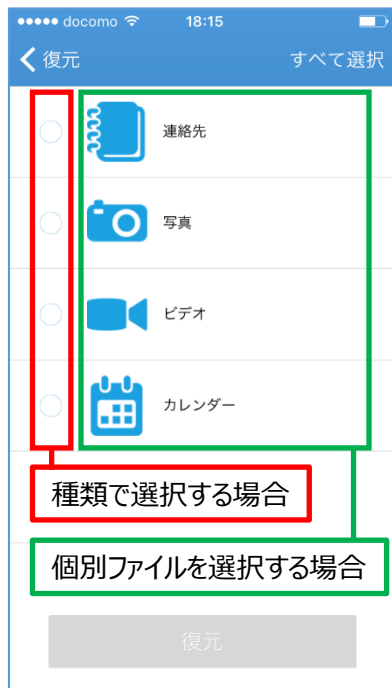 docomo 18:15
復元 すべて選択
連絡先
写真
ビデオ
カレンダー
種類で選択する場合
個別ファイルを選択する場合
復元